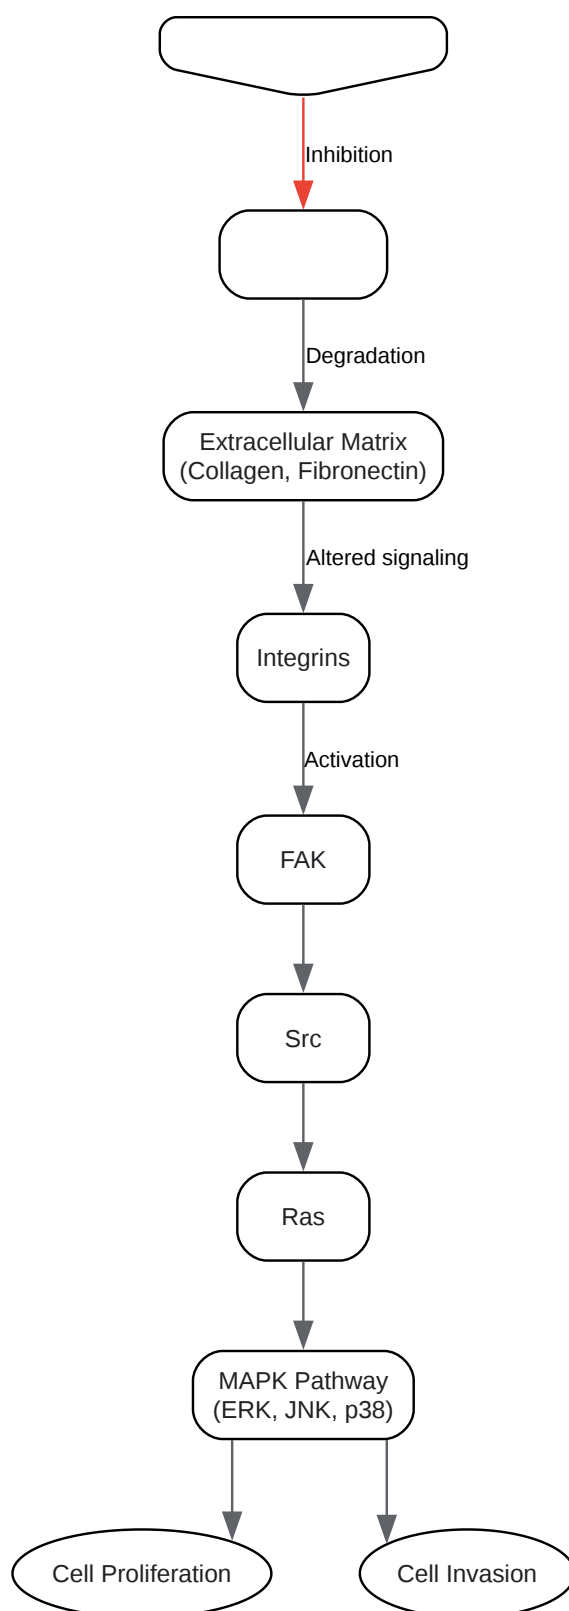 Inhibition
Degradation
Extracellular Matrix
(Collagen, Fibronectin)
Altered signaling
Integrins
Activation
FAK
Src
Ras
MAPK Pathway
(ERK, JNK, p38)
Cell Proliferation
Cell Invasion